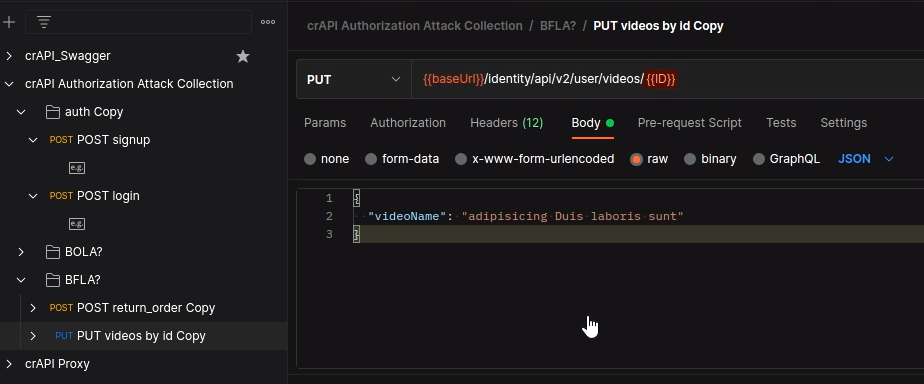 crAPI_Swagger
crAPI Authorization Attack Collection
auth Copy
POST POST signup
e.g.
POST POST login
e.g.
BOLA?
BFLA?
POST POST return_order Copy
PUT PUT videos by id Copy
crAPI Proxy
crAPI Authorization Attack Collection / BFLA? / PUT videos by id Copy
PUT {{baseUrl}}/identity/api/v2/user/videos/{{ID}}
Params Authorization Headers (12) Body Pre-request Script Tests Settings
none form-data x-www-form-urlencoded raw binary GraphQL JSON
1 {
2 "videoName": "adipisicing Duis laboris sunt"
3 }